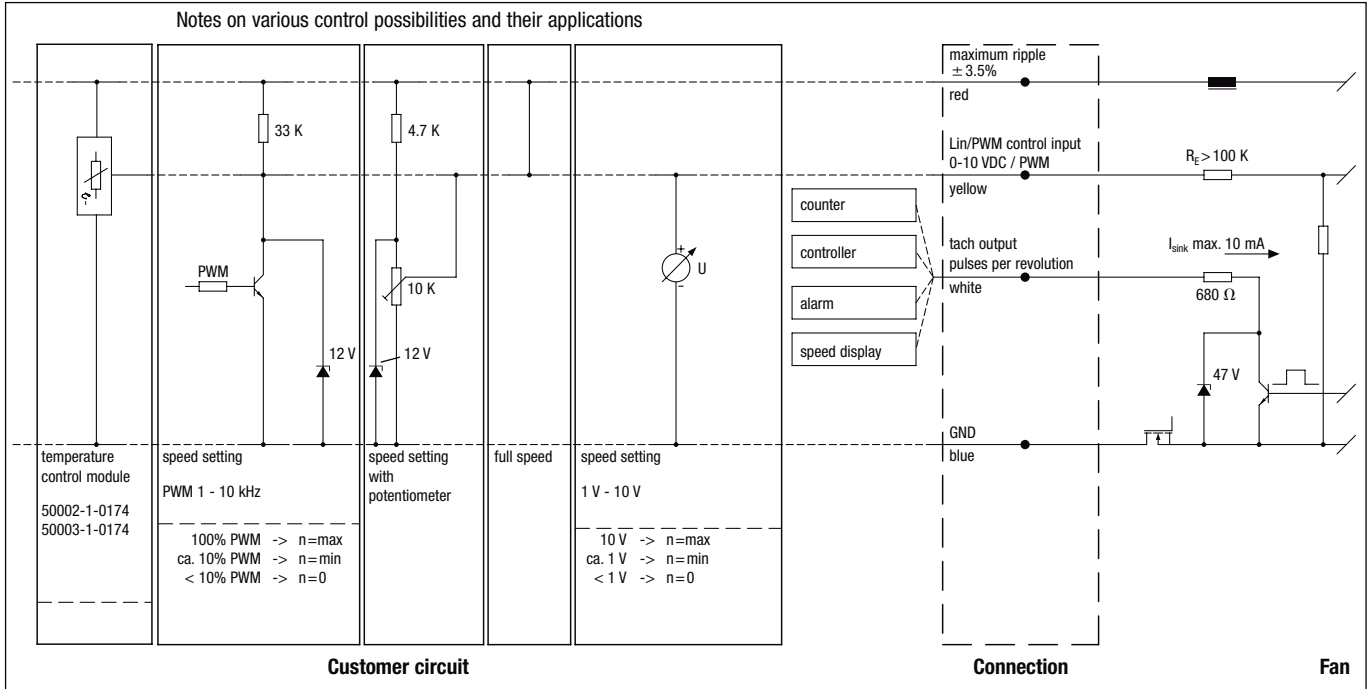 Notes on various control possibilities and their applications
maximum ripple
±3.5%
red
33 K
4.7 K
Lin/PWM control input
0-10 VDC / PWM
yellow
R_E>100 K
counter
controller
alarm
speed display
tach output
pulses per revolution
white
I_sink max. 10 mA
680 Ω
PWM
10 K
+
U
-
12 V
12 V
47 V
GND
blue
temperature
control module
50002-1-0174
50003-1-0174
speed setting
PWM 1 - 10 kHz
100% PWM -> n=max
ca. 10% PWM -> n=min
< 10% PWM -> n=0
speed setting
with
potentiometer
full speed
speed setting
1 V - 10 V
10 V -> n=max
ca. 1 V -> n=min
< 1 V -> n=0
Customer circuit
Connection
Fan